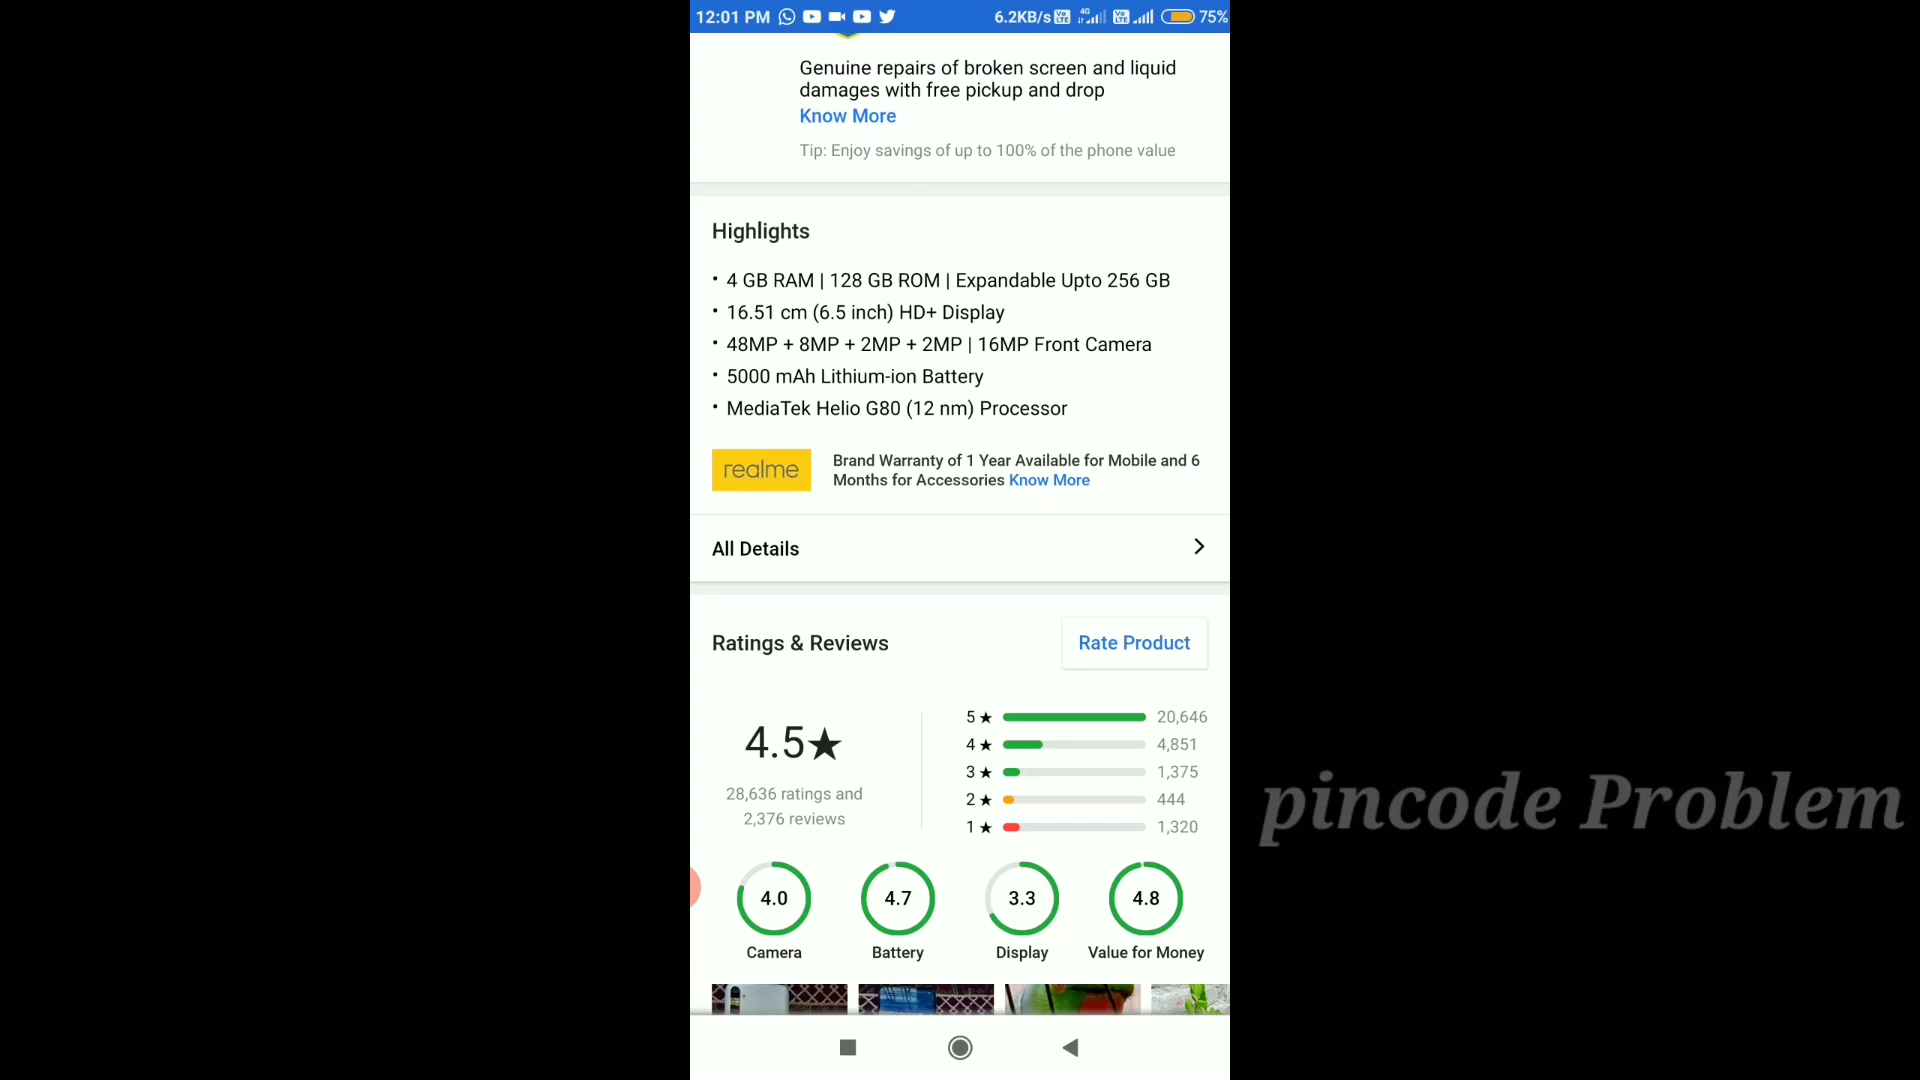 12:01 PM 6.2KB/s Vo LTE 4G Vo LTE 75%
Genuine repairs of broken screen and liquid
damages with free pickup and drop
Know More
Tip: Enjoy savings of up to 100% of the phone value
Highlights
• 4 GB RAM | 128 GB ROM | Expandable Upto 256 GB
• 16.51 cm (6.5 inch) HD+ Display
• 48MP + 8MP + 2MP + 2MP | 16MP Front Camera
• 5000 mAh Lithium-ion Battery
• MediaTek Helio G80 (12 nm) Processor
realme
Brand Warranty of 1 Year Available for Mobile and 6
Months for Accessories Know More
All Details
Ratings & Reviews
Rate Product
4.5★
28,636 ratings and
2,376 reviews
5 ★ 20,646
4 ★ 4,851
3 ★ 1,375
2 ★ 444
1 ★ 1,320
4.0 4.7 3.3 4.8
Camera Battery Display Value for Money
pincode Problem